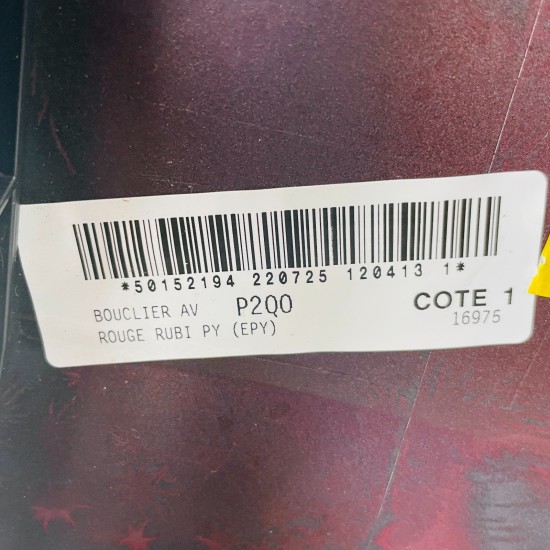 *50152194 220725 120413 1*
BOUCLIER AV P2Q0 COTE 1
ROUGE RUBI PY (EPY) 16975